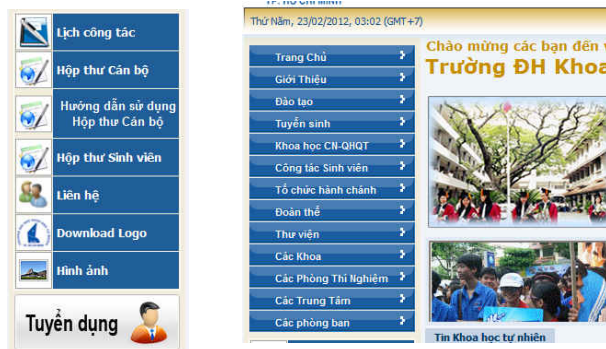 Lịch công tác
Hộp thư Cán bộ
Hướng dẫn sử dụng
Hộp thư Cán bộ
Hộp thư Sinh viên
Liên hệ
Download Logo
Hình ảnh
Tuyển dụng
TP. HỒ CHÍ MINH
Thứ Năm, 23/02/2012, 03:02 (GMT+7)
Trang Chủ
Giới Thiệu
Đào tạo
Tuyển sinh
Khoa học CN-QHQT
Công tác Sinh viên
Tổ chức hành chánh
Đoàn thể
Thư viện
Các Khoa
Các Phòng Thí Nghiệm
Các Trung Tâm
Các phòng ban
Chào mừng các bạn đến
Trường ĐH Khoa
Tin Khoa học tự nhiên